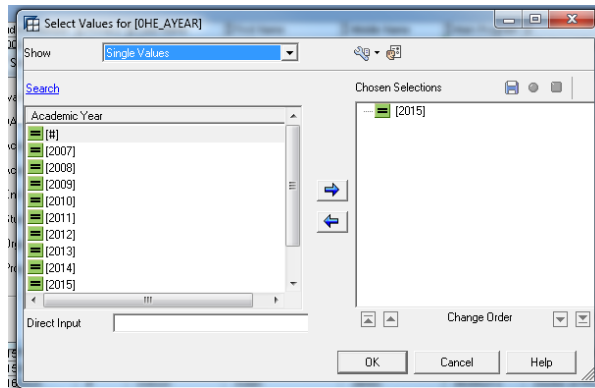 Select Values for [0HE_AYEAR]
Show
Single Values
Search
Chosen Selections
Academic Year
[#]
[2007]
[2008]
[2009]
[2010]
[2011]
[2012]
[2013]
[2014]
[2015]
[2015]
Direct Input
Change Order
OK
Cancel
Help